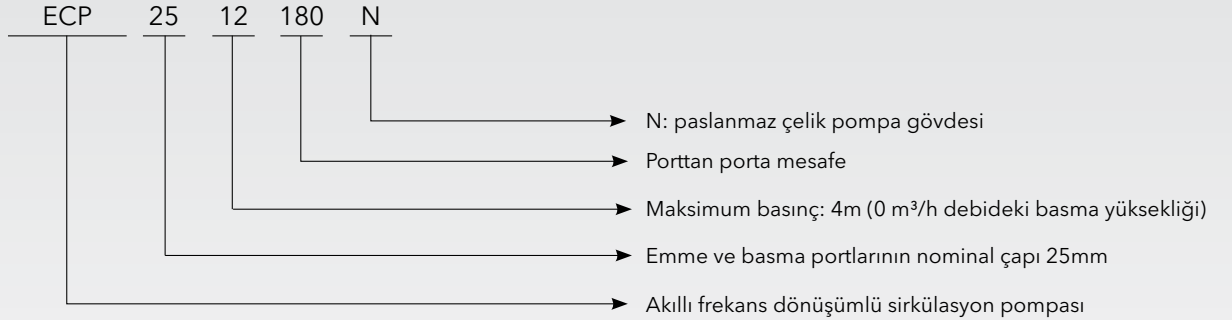 ECP 25 12 180 N
N: paslanmaz çelik pompa gövdesi
Porttan porta mesafe
Maksimum basınç: 4m (0 m³/h debideki basma yüksekliği)
Emme ve basma portlarının nominal çapı 25mm
Akıllı frekans dönüşümlü sirkülasyon pompası